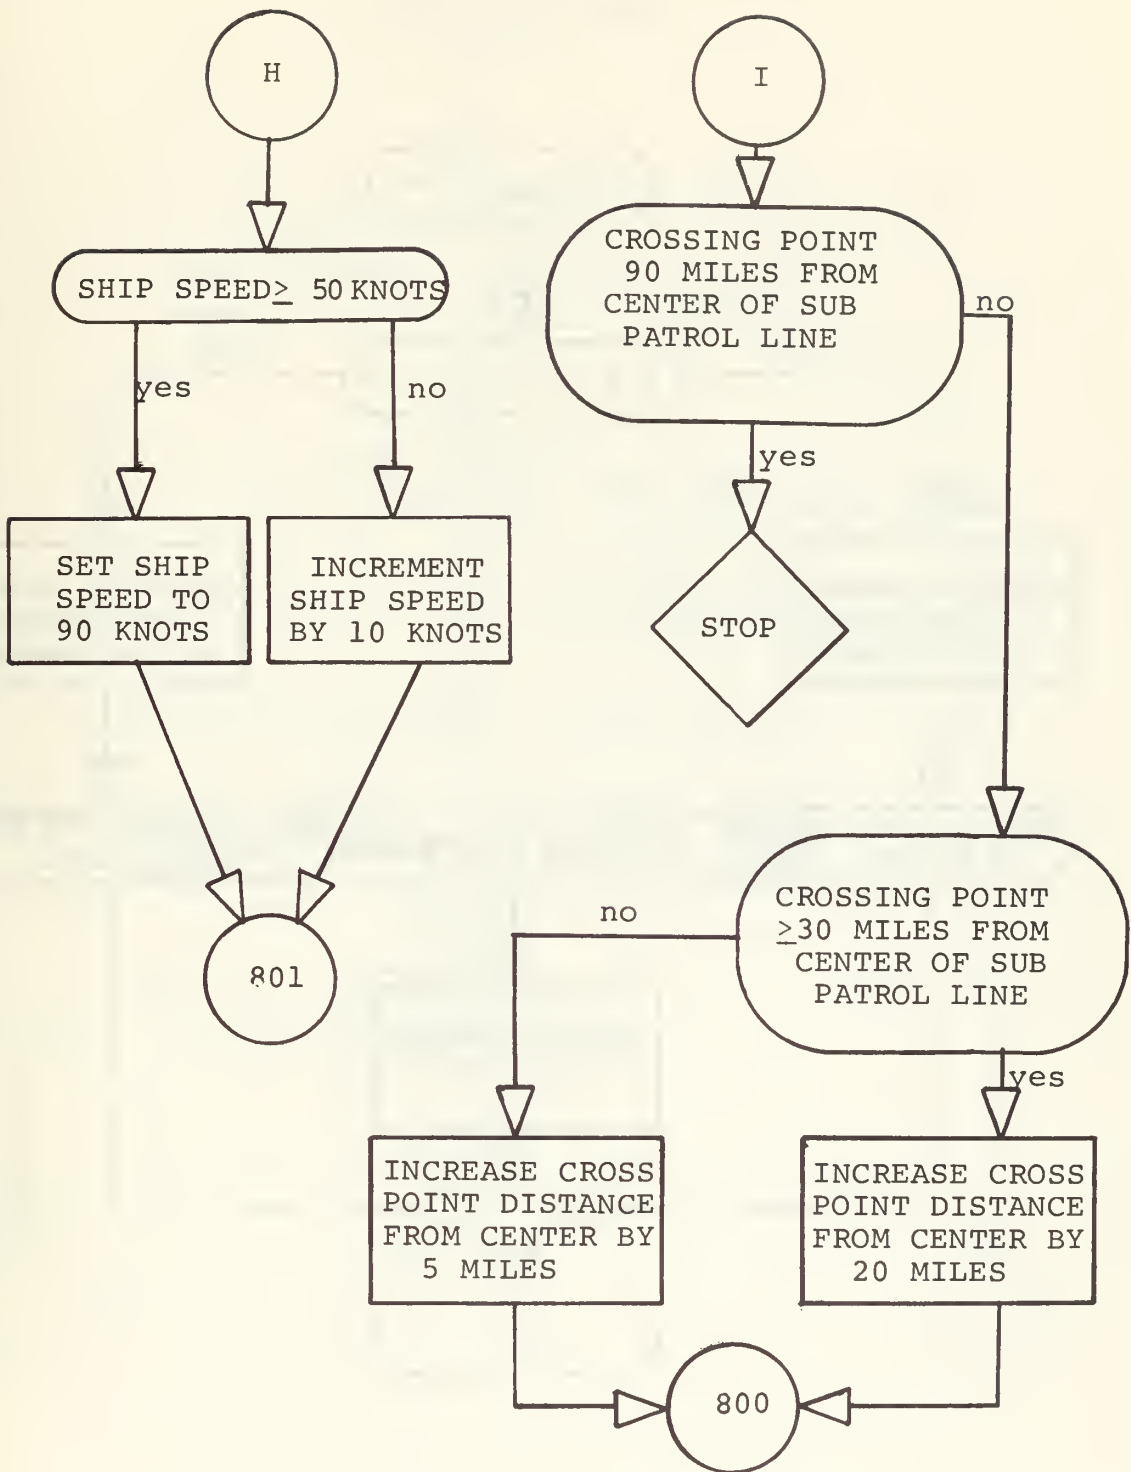 H
SHIP SPEED≥ 50 KNOTS
yes
no
SET SHIP
SPEED TO
90 KNOTS
INCREMENT
SHIP SPEED
BY 10 KNOTS
801
I
CROSSING POINT
90 MILES FROM
CENTER OF SUB
PATROL LINE
no
yes
STOP
CROSSING POINT
≥30 MILES FROM
CENTER OF SUB
PATROL LINE
no
yes
INCREASE CROSS
POINT DISTANCE
FROM CENTER BY
5 MILES
INCREASE CROSS
POINT DISTANCE
FROM CENTER BY
20 MILES
800